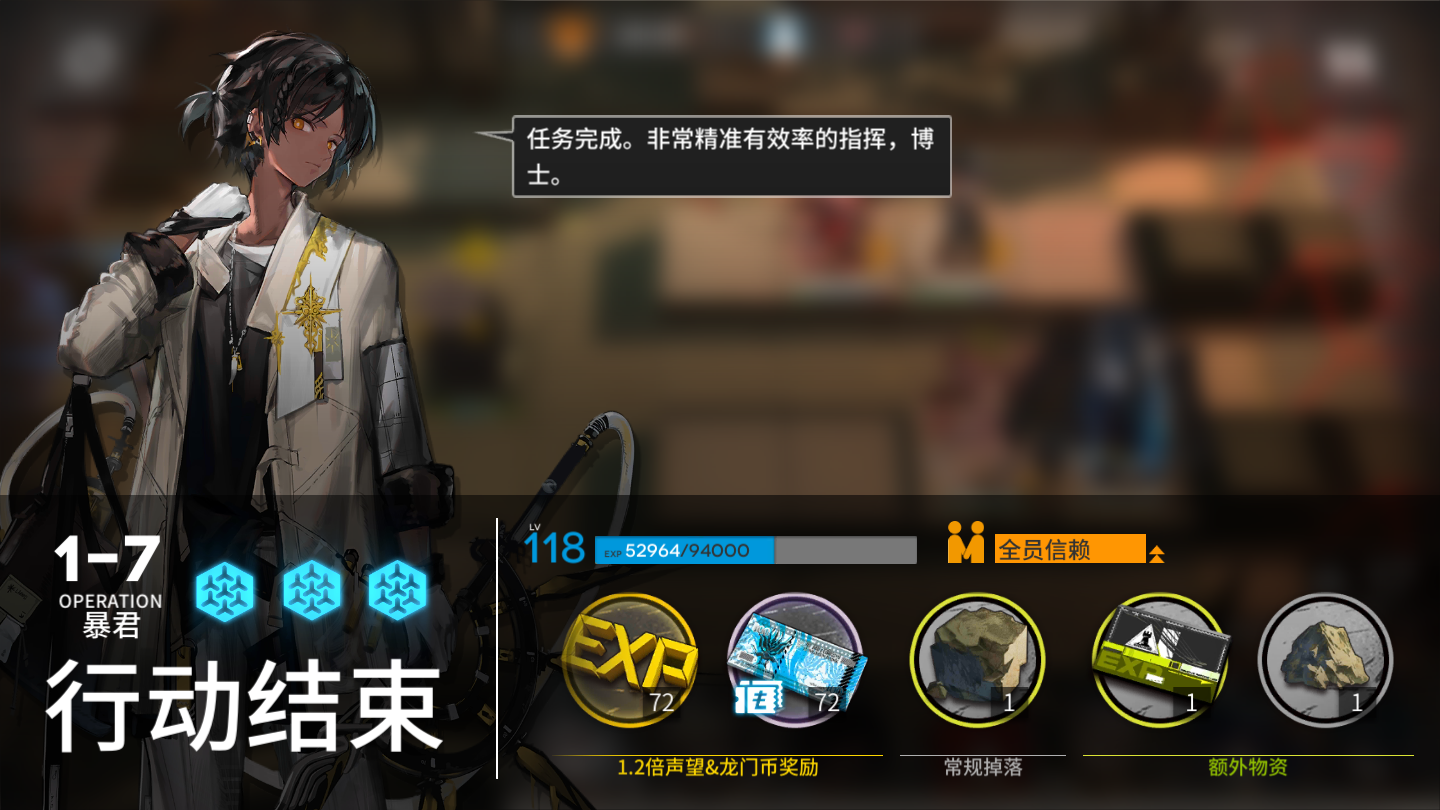 任务完成。非常精准有效率的指挥，博
士。
1-7
OPERATION
暴君
行动结束
LV
118
EXP 52964/94000
全员信赖
EXP
72
72
1
EXP
1
1
1.2倍声望&龙门币奖励
常规掉落
额外物资